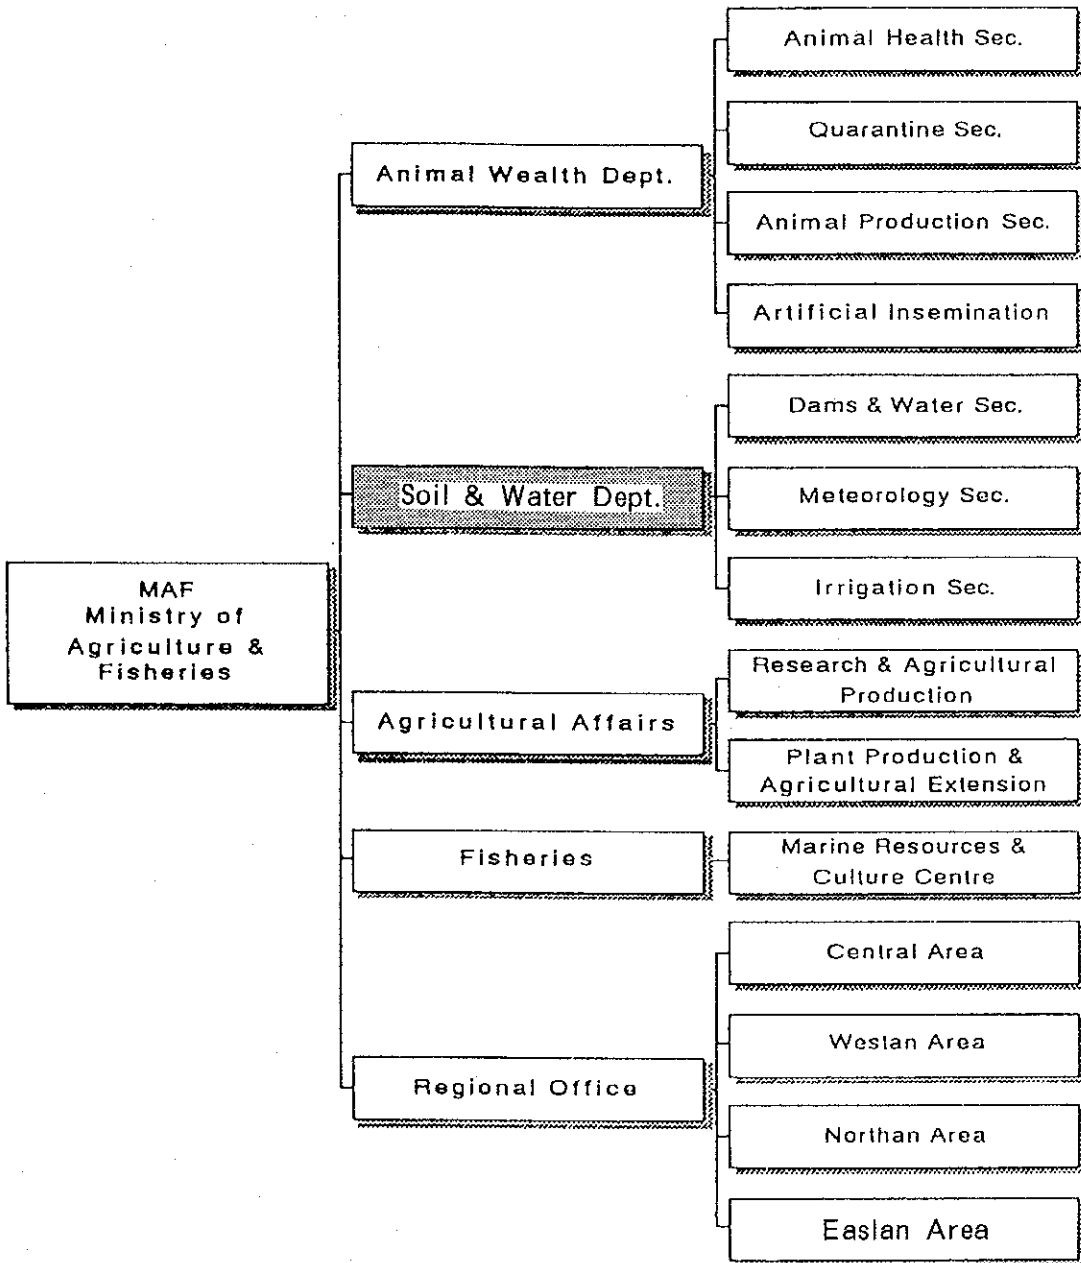 MAF
Ministry of
Agriculture &
Fisheries
Animal Wealth Dept.
Animal Health Sec.
Quarantine Sec.
Animal Production Sec.
Artificial Insemination
Soil & Water Dept.
Dams & Water Sec.
Meteorology Sec.
Irrigation Sec.
Agricultural Affairs
Research & Agricultural
Production
Plant Production &
Agricultural Extension
Fisheries
Marine Resources &
Culture Centre
Regional Office
Central Area
Westan Area
Northan Area
Eastan Area